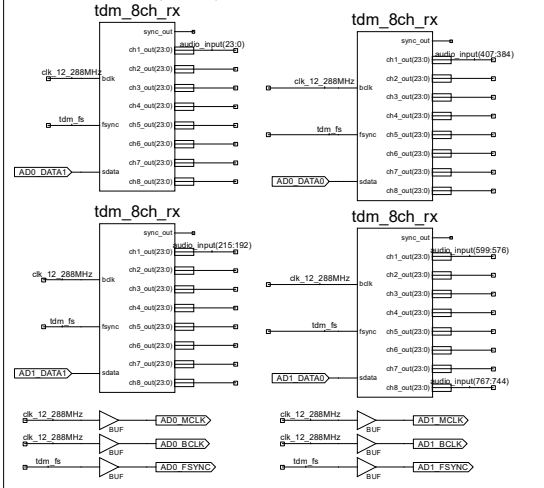 tdm_8ch_rx
sync_out
ch1_out(23:0) audio_input(23:0)
clk_12_288MHz bclk
ch2_out(23:0)
ch3_out(23:0)
ch4_out(23:0)
tdm_fs fsync ch5_out(23:0)
ch6_out(23:0)
ch7_out(23:0)
AD0_DATA1 sdata
ch8_out(23:0)
tdm_8ch_rx
sync_out
ch1_out(23:0) audio_input(407:384)
ch2_out(23:0)
clk_12_288MHz bclk
ch3_out(23:0)
ch4_out(23:0)
tdm_fs fsync ch5_out(23:0)
ch6_out(23:0)
ch7_out(23:0)
AD0_DATA0 sdata
ch8_out(23:0)
tdm_8ch_rx
sync_out
ch1_out(23:0) audio_input(215:192)
clk_12_288MHz bclk
ch2_out(23:0)
ch3_out(23:0)
ch4_out(23:0)
tdm_fs fsync ch5_out(23:0)
ch6_out(23:0)
ch7_out(23:0)
AD1_DATA1 sdata
ch8_out(23:0)
tdm_8ch_rx
sync_out
ch1_out(23:0) audio_input(599:576)
ch2_out(23:0)
clk_12_288MHz bclk
ch3_out(23:0)
ch4_out(23:0)
tdm_fs fsync ch5_out(23:0)
ch6_out(23:0)
ch7_out(23:0)
AD1_DATA0 sdata
ch8_out(23:0) audio_input(767:744)
clk_12_288MHz BUF AD0_MCLK
clk_12_288MHz BUF AD0_BCLK
tdm_fs BUF AD0_FSYNC
clk_12_288MHz BUF AD1_MCLK
clk_12_288MHz BUF AD1_BCLK
tdm_fs BUF AD1_FSYNC